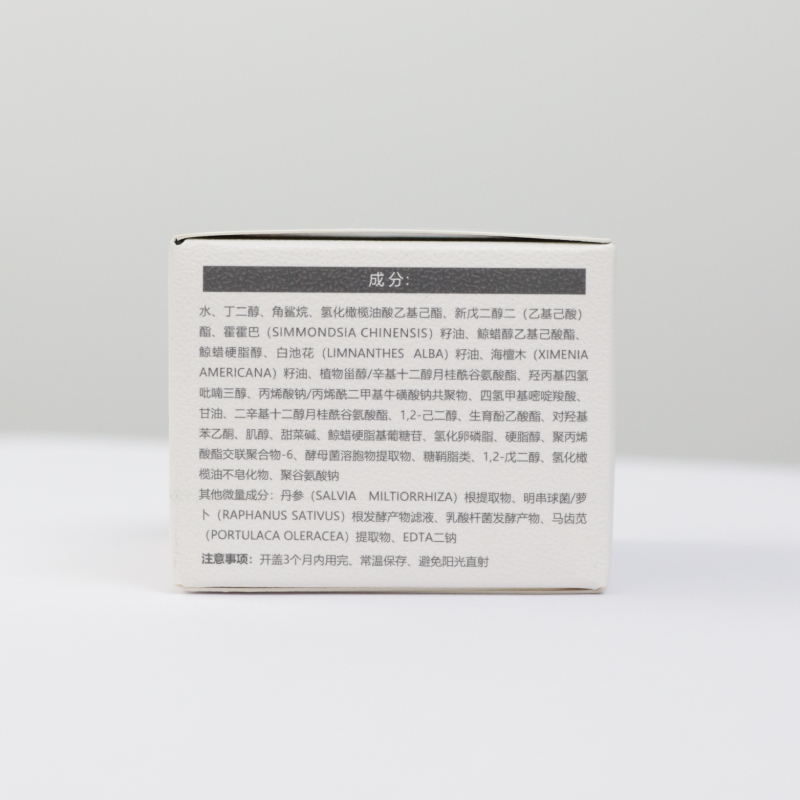 成分:
水、丁二醇、角鲨烷、氢化橄榄油酸乙基己酯、新戊二醇二（乙基己酸）
酯、霍霍巴（SIMMONDSIA CHINENSIS）籽油、鲸蜡醇乙基己酸酯、
鲸蜡硬脂醇、白池花（LIMNANTHES ALBA）籽油、海檀木（XIMENIA
AMERICANA）籽油、植物甾醇/辛基十二醇月桂酰谷氨酸酯、羟丙基四氢
吡喃三醇、丙烯酸钠/丙烯酰二甲基牛磺酸钠共聚物、四氢甲基嘧啶羧酸、
甘油、二辛基十二醇月桂酰谷氨酸酯、1,2-己二醇、生育酚乙酸酯、对羟基
苯乙酮、肌醇、甜菜碱、鲸蜡硬脂基葡糖苷、氢化卵磷脂、硬脂醇、聚丙烯
酸酯交联聚合物-6、酵母菌溶胞物提取物、糖鞘脂类、1,2-戊二醇、氢化橄
榄油不皂化物、聚谷氨酸钠
其他微量成分：丹参（SALVIA MILTIORRHIZA）根提取物、明串球菌/萝
卜（RAPHANUS SATIVUS）根发酵产物滤液、乳酸杆菌发酵产物、马齿苋
（PORTULACA OLERACEA）提取物、EDTA二钠
注意事项：开盖3个月内用完、常温保存、避免阳光直射